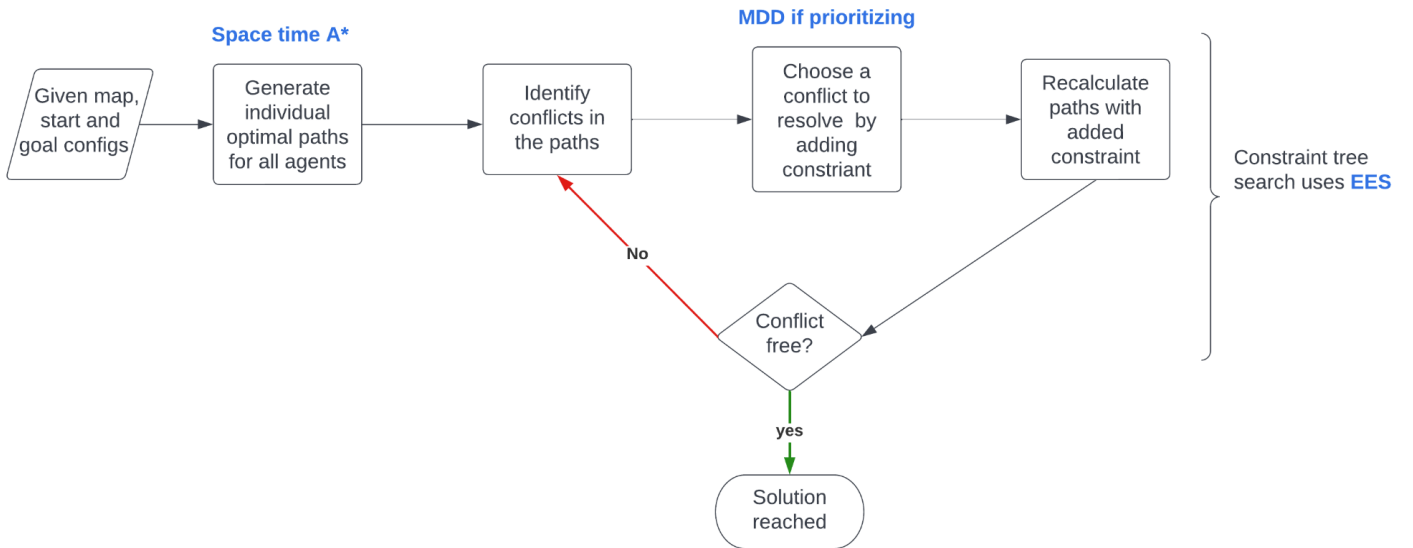 Space time A*
MDD if prioritizing
Given map,
start and
goal configs
Generate
individual
optimal paths
for all agents
Identify
conflicts in
the paths
Choose a
conflict to
resolve by
adding
constriant
Recalculate
paths with
added
constraint
Constraint tree
search uses EES
No
Conflict
free?
yes
Solution
reached